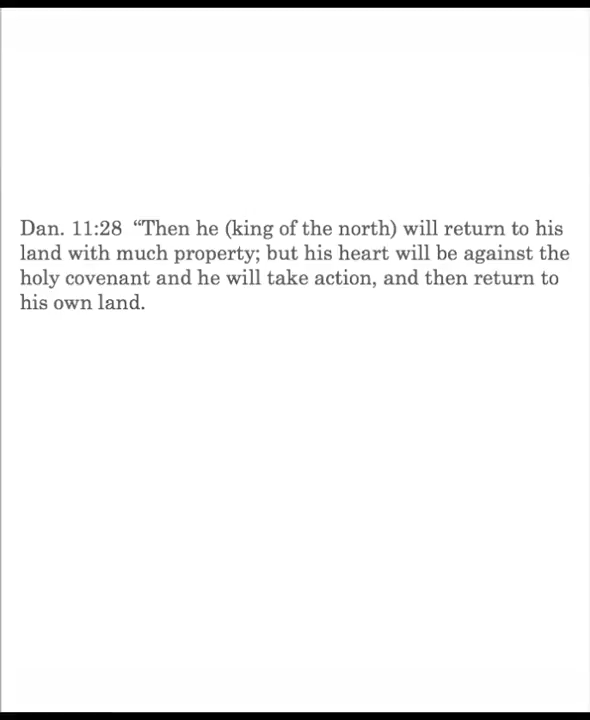 Dan. 11:28  “Then he (king of the north) will return to his
land with much property; but his heart will be against the
holy covenant and he will take action, and then return to
his own land.